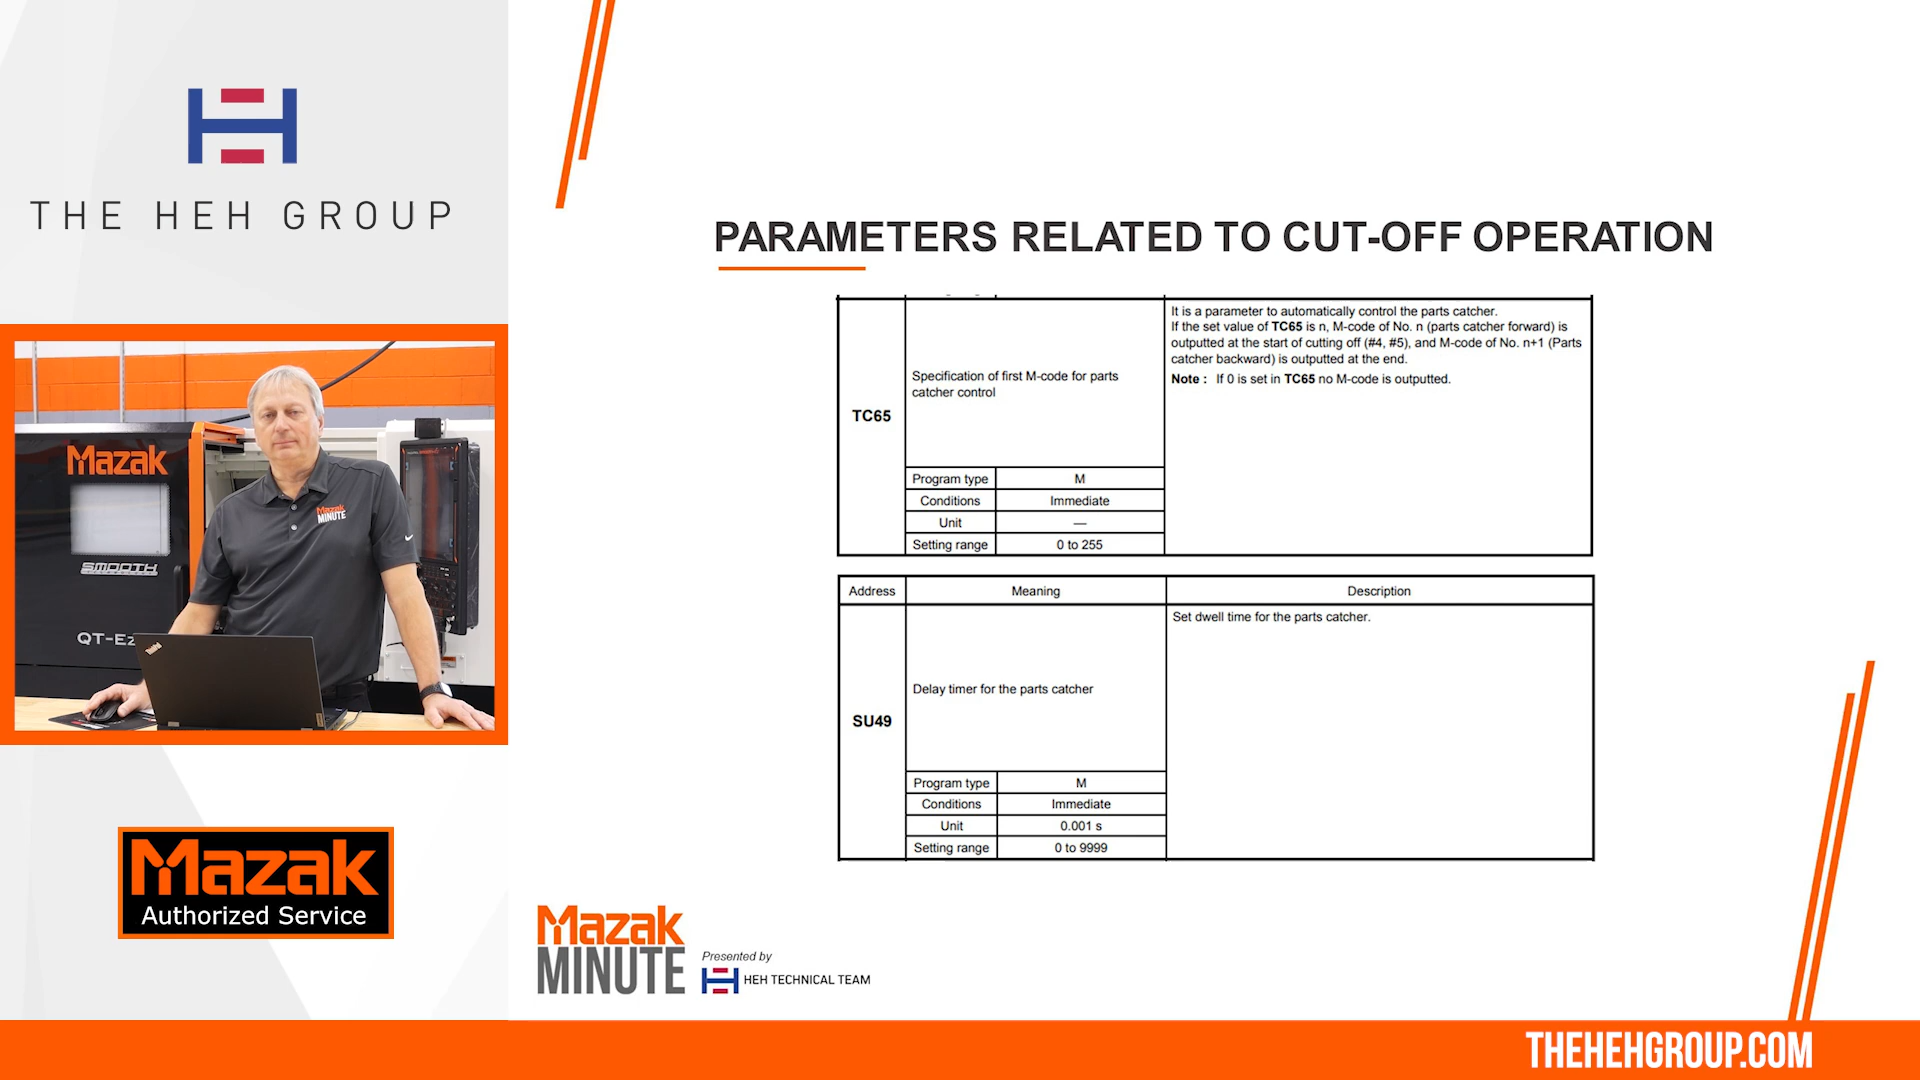 THE HEH GROUP
Mazak
SMOOTH
TECHNOLOGY
QT-Ez
Mazak
MINUTE
ThinkPad
Mazak
Authorized Service
PARAMETERS RELATED TO CUT-OFF OPERATION
TC65
Specification of first M-code for parts
catcher control
Program type M
Conditions Immediate
Unit —
Setting range 0 to 255
It is a parameter to automatically control the parts catcher.
If the set value of TC65 is n, M-code of No. n (parts catcher forward) is
outputted at the start of cutting off (#4, #5), and M-code of No. n+1 (Parts
catcher backward) is outputted at the end.
Note : If 0 is set in TC65 no M-code is outputted.
Address Meaning Description
SU49
Delay timer for the parts catcher
Program type M
Conditions Immediate
Unit 0.001 s
Setting range 0 to 9999
Set dwell time for the parts catcher.
Mazak
MINUTE
Presented by
HEH TECHNICAL TEAM
THEHEHGROUP.COM